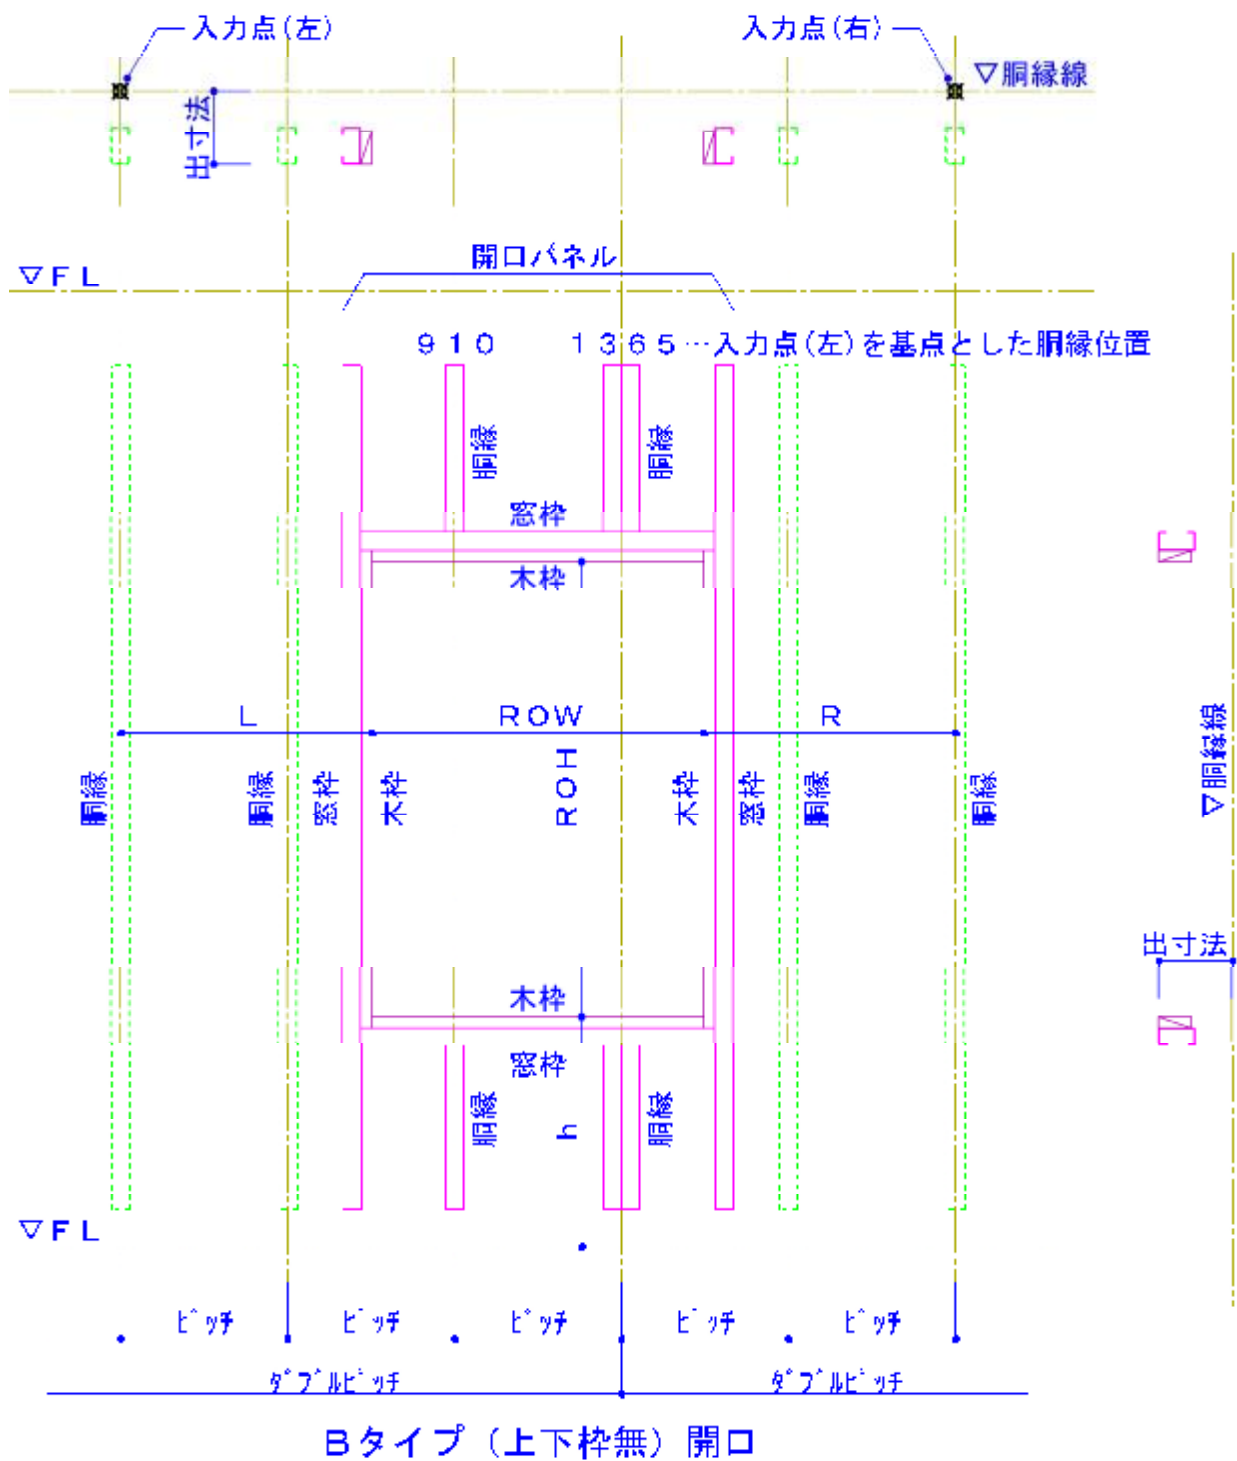 入力点(左)
入力点(右)
▽胴縁線
出寸法
開口パネル
▽FL
910
1365…入力点(左)を基点とした胴縁位置
胴縁
胴縁
窓枠
木枠
L
ROW
R
ROH
胴縁
胴縁
窓枠
木枠
木枠
窓枠
胴縁
胴縁
▽胴縁線
出寸法
木枠
窓枠
胴縁
h
胴縁
▽FL
ピッチ
ピッチ
ピッチ
ピッチ
ピッチ
ダブルピッチ
ダブルピッチ
Bタイプ(上下枠無)開口